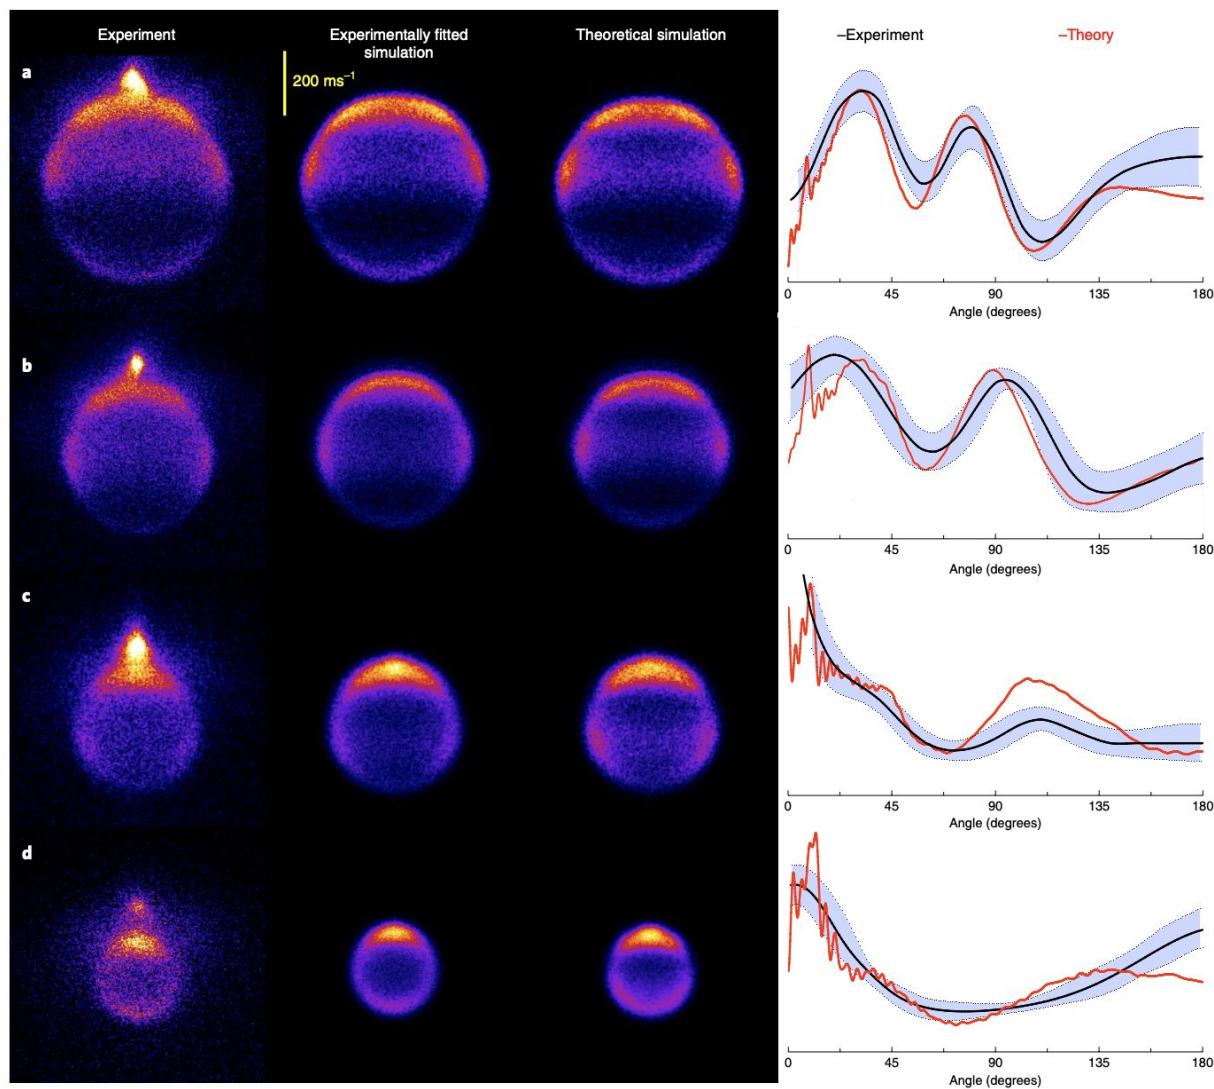 Experiment
Experimentally fitted
simulation
Theoretical simulation
–Experiment
–Theory
a
200 ms⁻¹
0 45 90 135 180
Angle (degrees)
b
0 45 90 135 180
Angle (degrees)
c
0 45 90 135 180
Angle (degrees)
d
0 45 90 135 180
Angle (degrees)